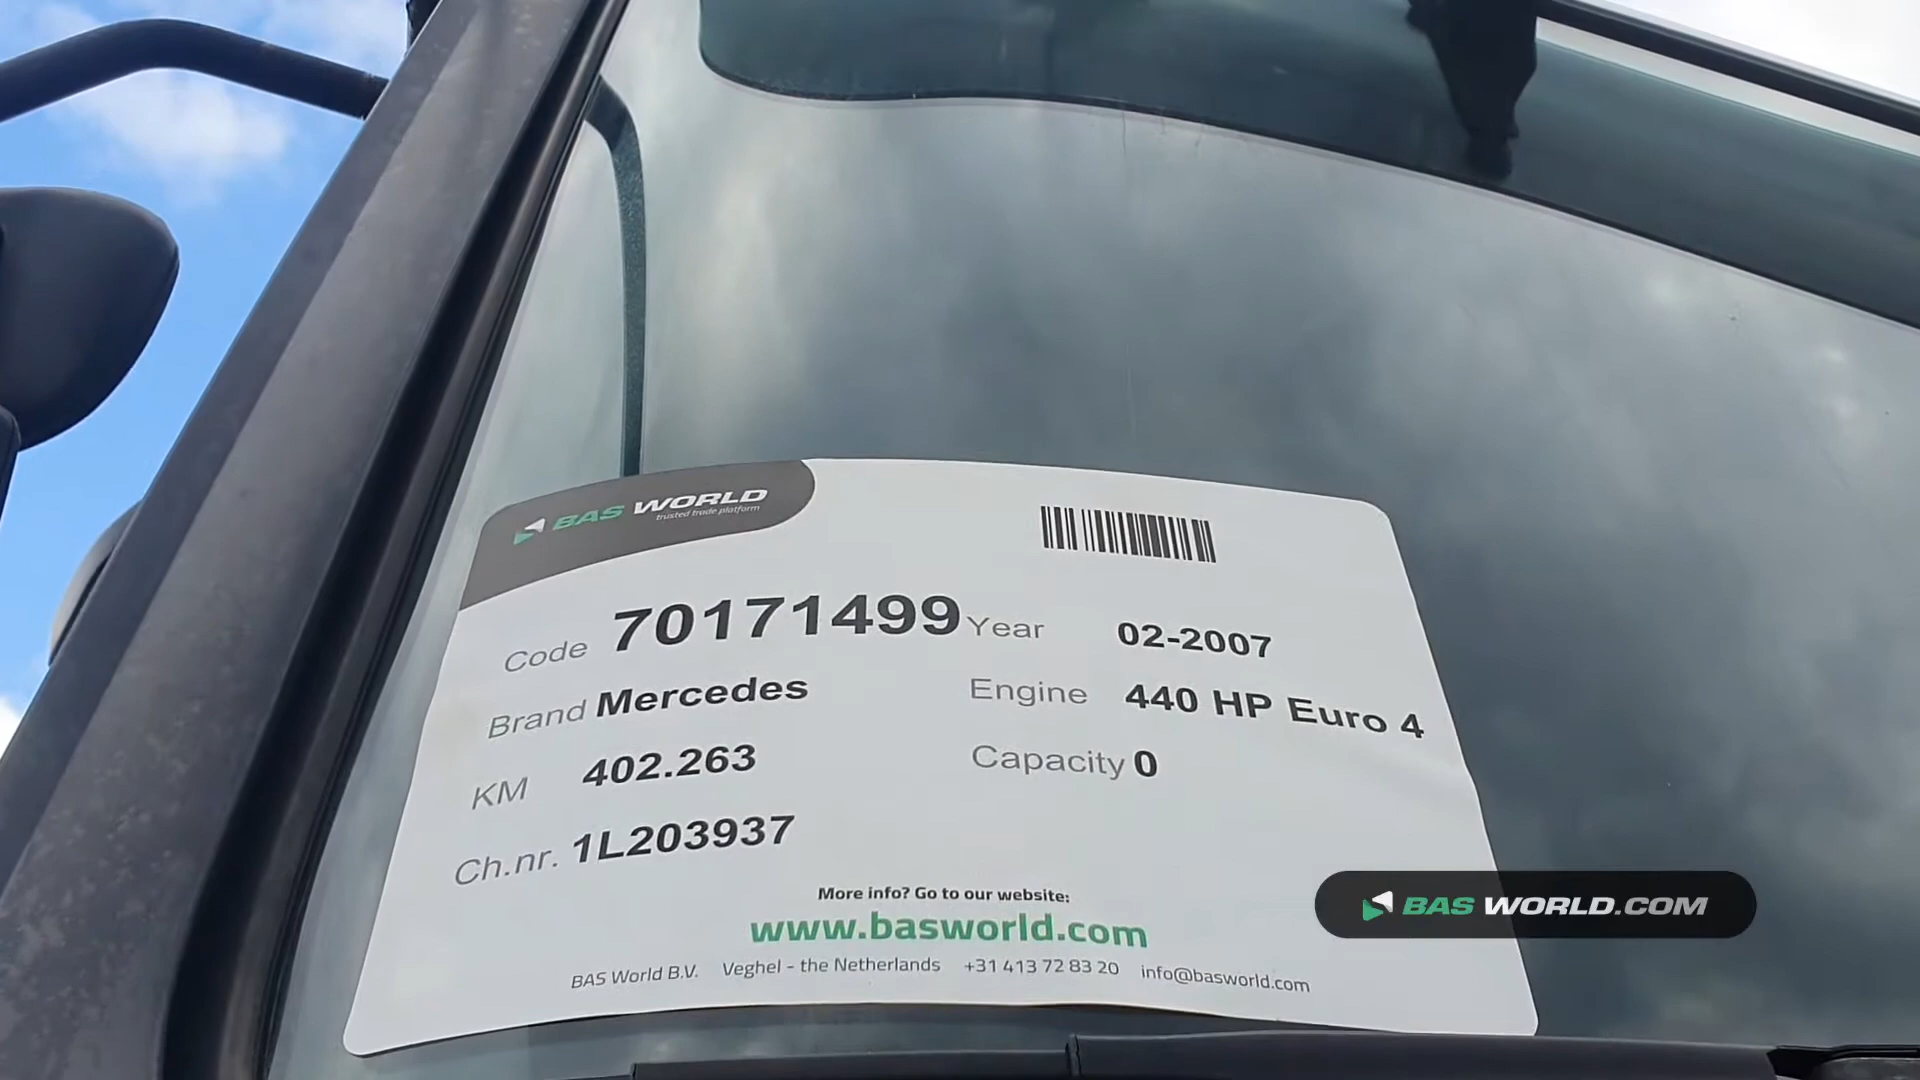 BAS WORLD
trusted trade platform
Code 70171499 Year 02-2007
Brand Mercedes Engine 440 HP Euro 4
KM 402.263 Capacity 0
Ch.nr. 1L203937
More info? Go to our website:
www.basworld.com
BAS World B.V. Veghel - the Netherlands +31 413 72 83 20 info@basworld.com
BAS WORLD.COM